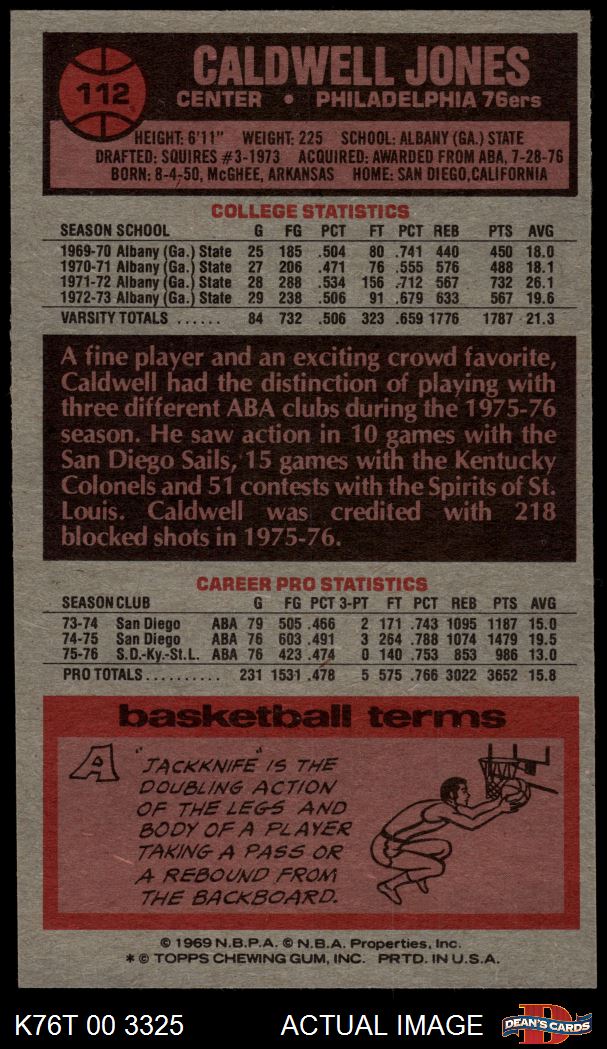 112
CALDWELL JONES
CENTER • PHILADELPHIA 76ers
HEIGHT: 6'11" WEIGHT: 225 SCHOOL: ALBANY (GA.) STATE
DRAFTED: SQUIRES #3-1973 ACQUIRED: AWARDED FROM ABA, 7-28-76
BORN: 8-4-50, McGHEE, ARKANSAS HOME: SAN DIEGO,CALIFORNIA
COLLEGE STATISTICS
SEASON SCHOOL G FG PCT FT PCT REB PTS AVG
1969-70 Albany (Ga.) State 25 185 .504 80 .741 440 450 18.0
1970-71 Albany (Ga.) State 27 206 .471 76 .555 576 488 18.1
1971-72 Albany (Ga.) State 28 288 .534 156 .712 567 732 26.1
1972-73 Albany (Ga.) State 29 238 .506 91 .679 633 567 19.6
VARSITY TOTALS ...... 84 732 .506 323 .659 1776 1787 21.3
A fine player and an exciting crowd favorite,
Caldwell had the distinction of playing with
three different ABA clubs during the 1975-76
season. He saw action in 10 games with the
San Diego Sails, 15 games with the Kentucky
Colonels and 51 contests with the Spirits of St.
Louis. Caldwell was credited with 218
blocked shots in 1975-76.
CAREER PRO STATISTICS
SEASON CLUB G FG PCT 3-PT FT PCT REB PTS AVG
73-74 San Diego ABA 79 505 .466 2 171 .743 1095 1187 15.0
74-75 San Diego ABA 76 603 .491 3 264 .788 1074 1479 19.5
75-76 S.D.-Ky.-St.L. ABA 76 423 .474 0 140 .753 853 986 13.0
PRO TOTALS.......... 231 1531 .478 5 575 .766 3022 3652 15.8
basketball terms
A "JACKKNIFE" IS THE
DOUBLING ACTION
OF THE LEGS AND
BODY OF A PLAYER
TAKING A PASS OR
A REBOUND FROM
THE BACKBOARD.
© 1969 N.B.P.A. © N.B.A. Properties, Inc.
* © TOPPS CHEWING GUM, INC. PRTD. IN U.S.A.
K76T 00 3325 ACTUAL IMAGE D DEAN'S CARDS